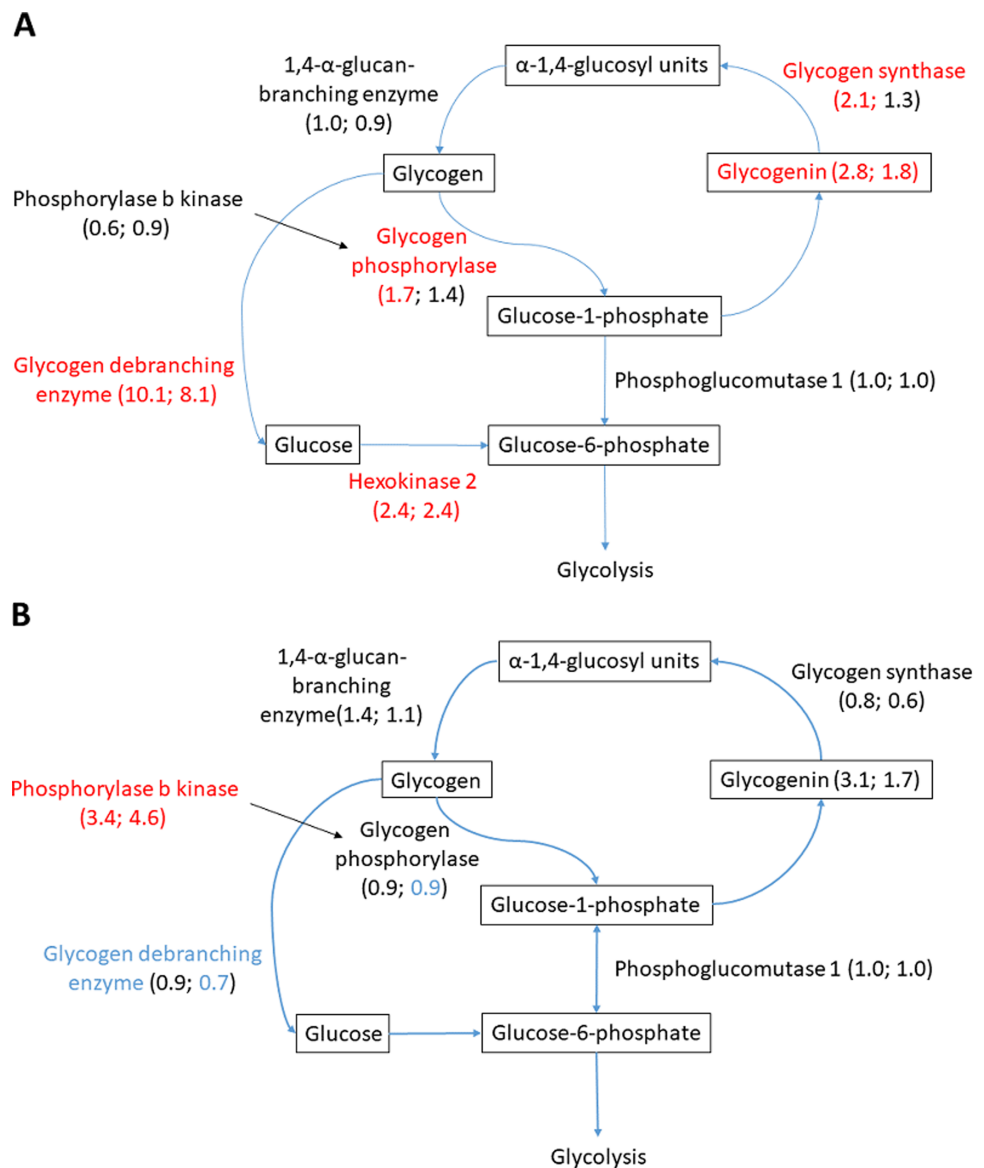 A
1,4-α-glucan-
branching enzyme
(1.0; 0.9)
α-1,4-glucosyl units
Glycogen synthase
(2.1; 1.3)
Glycogen
Glycogenin (2.8; 1.8)
Phosphorylase b kinase
(0.6; 0.9)
Glycogen
phosphorylase
(1.7; 1.4)
Glucose-1-phosphate
Glycogen debranching
enzyme (10.1; 8.1)
Phosphoglucomutase 1 (1.0; 1.0)
Glucose
Glucose-6-phosphate
Hexokinase 2
(2.4; 2.4)
Glycolysis
B
1,4-α-glucan-
branching
enzyme(1.4; 1.1)
α-1,4-glucosyl units
Glycogen synthase
(0.8; 0.6)
Glycogen
Glycogenin (3.1; 1.7)
Phosphorylase b kinase
(3.4; 4.6)
Glycogen
phosphorylase
(0.9; 0.9)
Glucose-1-phosphate
Glycogen debranching
enzyme (0.9; 0.7)
Phosphoglucomutase 1 (1.0; 1.0)
Glucose
Glucose-6-phosphate
Glycolysis